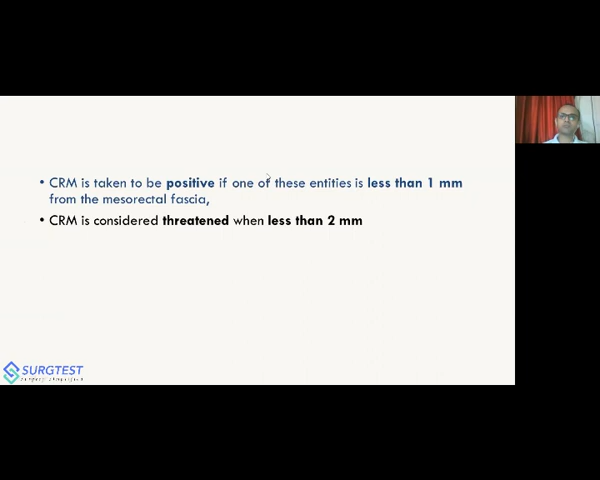 • CRM is taken to be positive if one of these entities is less than 1 mm
from the mesorectal fascia,
• CRM is considered threatened when less than 2 mm
SURGTEST